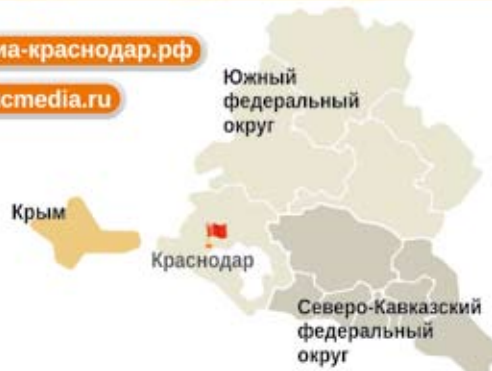 иа-краснодар.рф
cmedia.ru
Южный
федеральный
округ
Крым
Краснодар
Северо-Кавказский
федеральный
округ